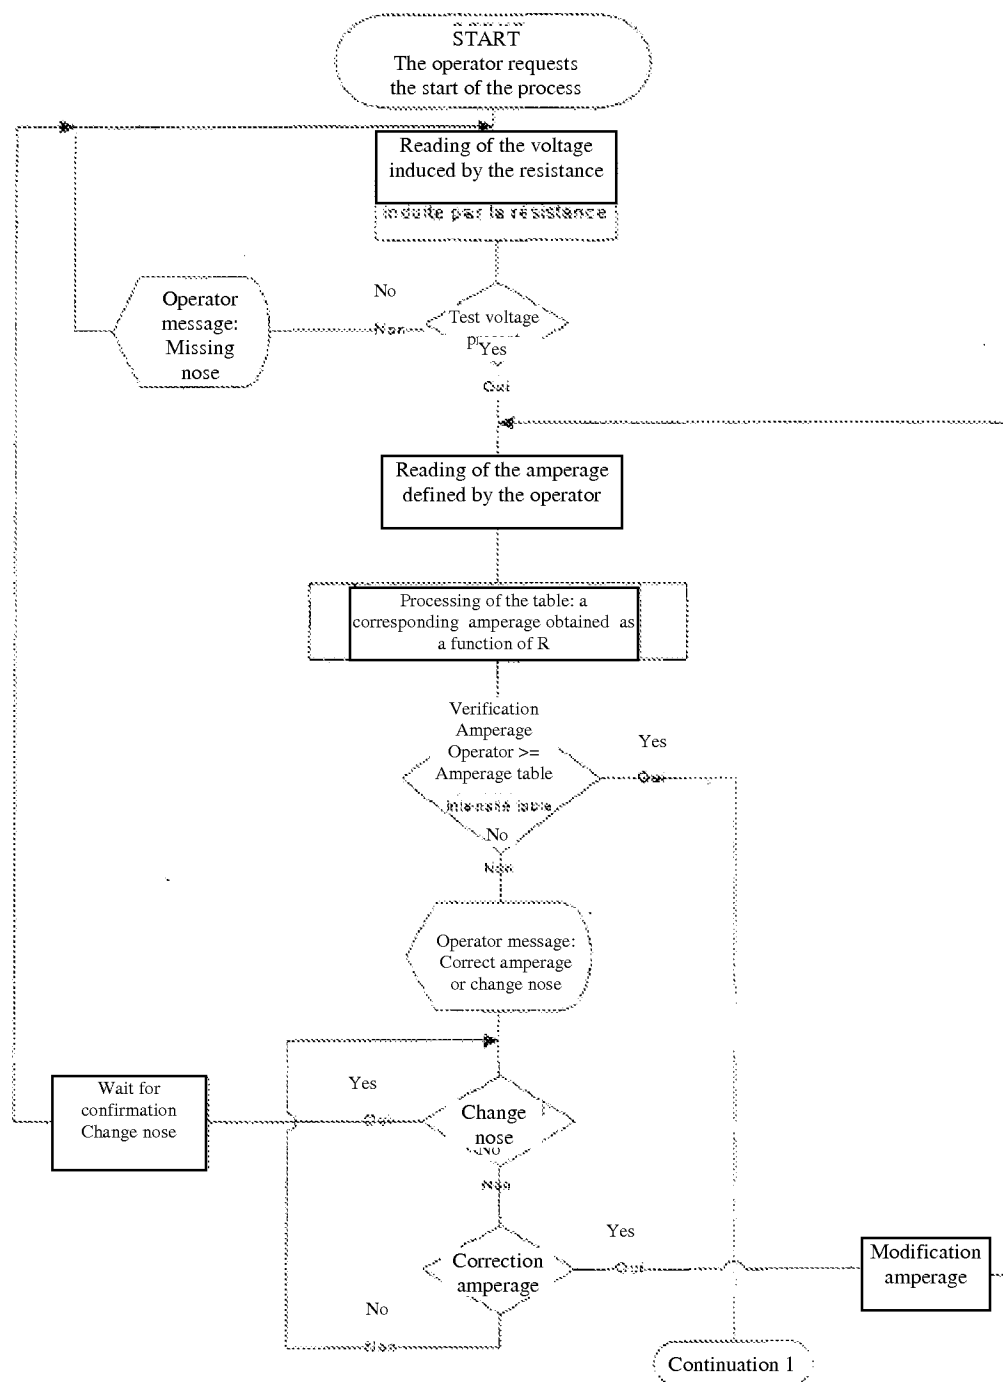 START
The operator requests
the start of the process
Reading of the voltage
induced by the resistance
induite par la résistance
No
Non
Operator
message:
Missing
nose
Test voltage
Yes
Oui
Reading of the amperage
defined by the operator
Processing of the table: a
corresponding amperage obtained as
a function of R
Verification
Amperage
Operator >=
Amperage table
Intensité table
Yes
Oui
No
Non
Operator message:
Correct amperage
or change nose
Wait for
confirmation
Change nose
Yes
Oui
Change
nose
No
Non
Yes
Oui
Correction
amperage
Modification
amperage
No
Non
Continuation 1